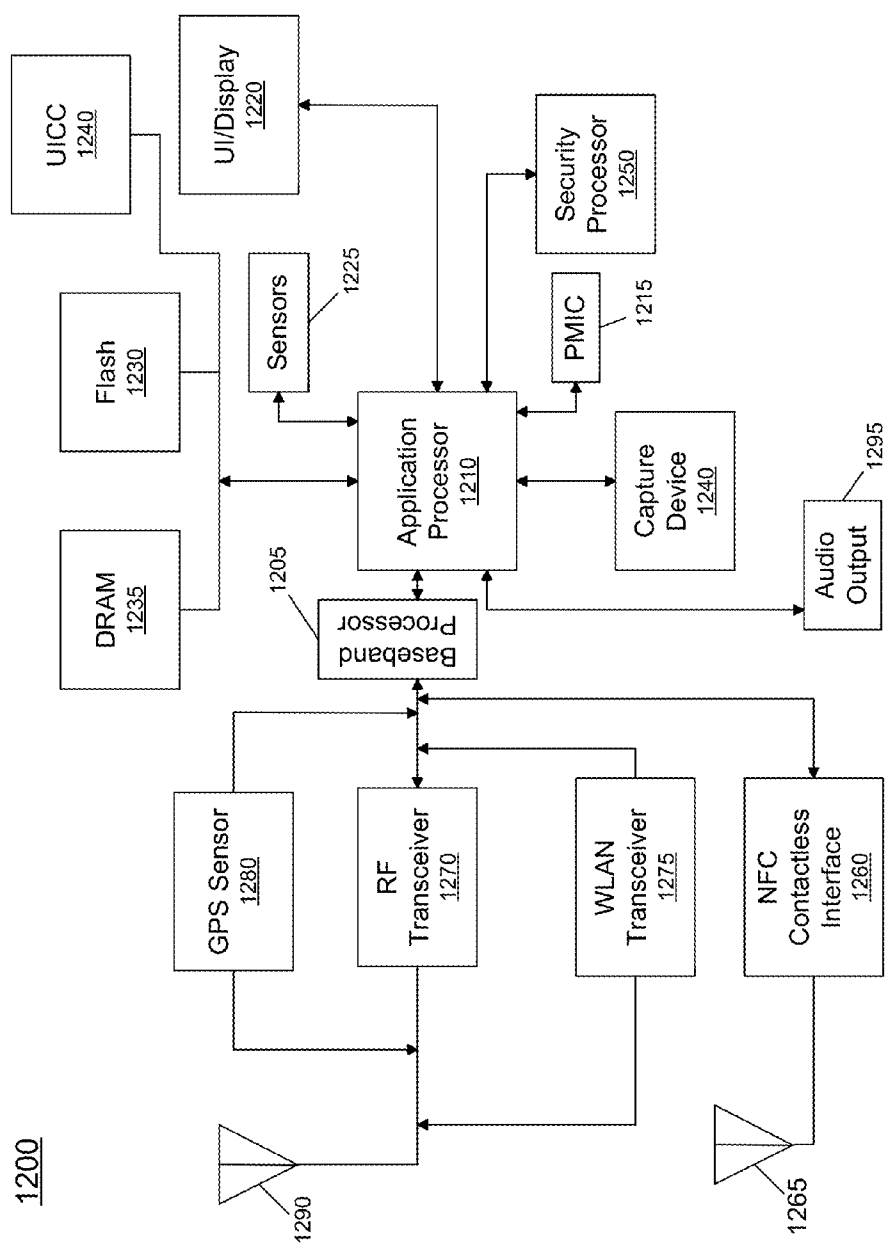 1200
UICC
1240
UI/Display
1220
Flash
1230
DRAM
1235
Sensors
1225
Security
Processor
1250
PMIC
1215
Application
Processor
1210
Capture
Device
1240
Audio
Output
1295
Baseband
Processor
1205
GPS Sensor
1280
RF
Transceiver
1270
WLAN
Transceiver
1275
NFC
Contactless
Interface
1260
1290
1265